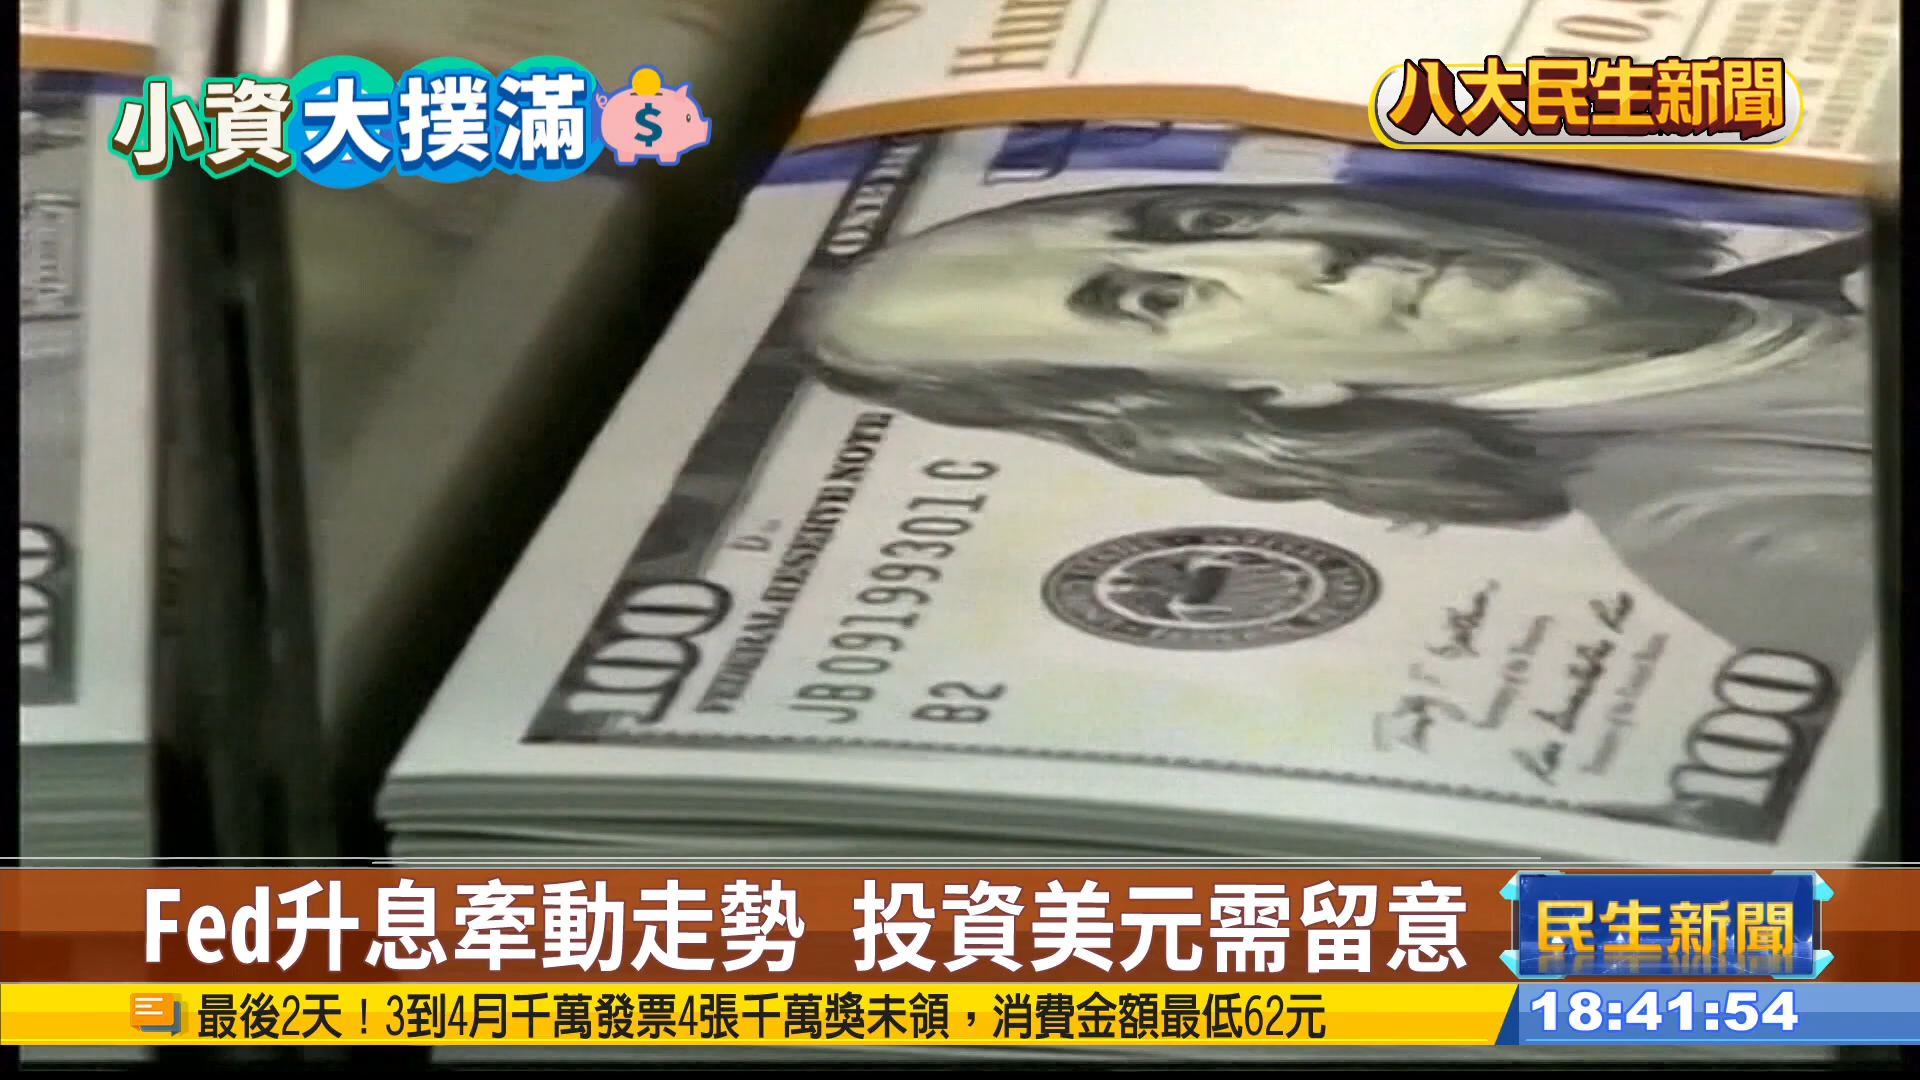 小資大撲滿
$
八大民生新聞
FEDERAL RESERVE NOTE
JB09199301C
B2
100
100
100
Fed升息牽動走勢 投資美元需留意
民生新聞
最後2天！3到4月千萬發票4張千萬獎未領，消費金額最低62元
18:41:54